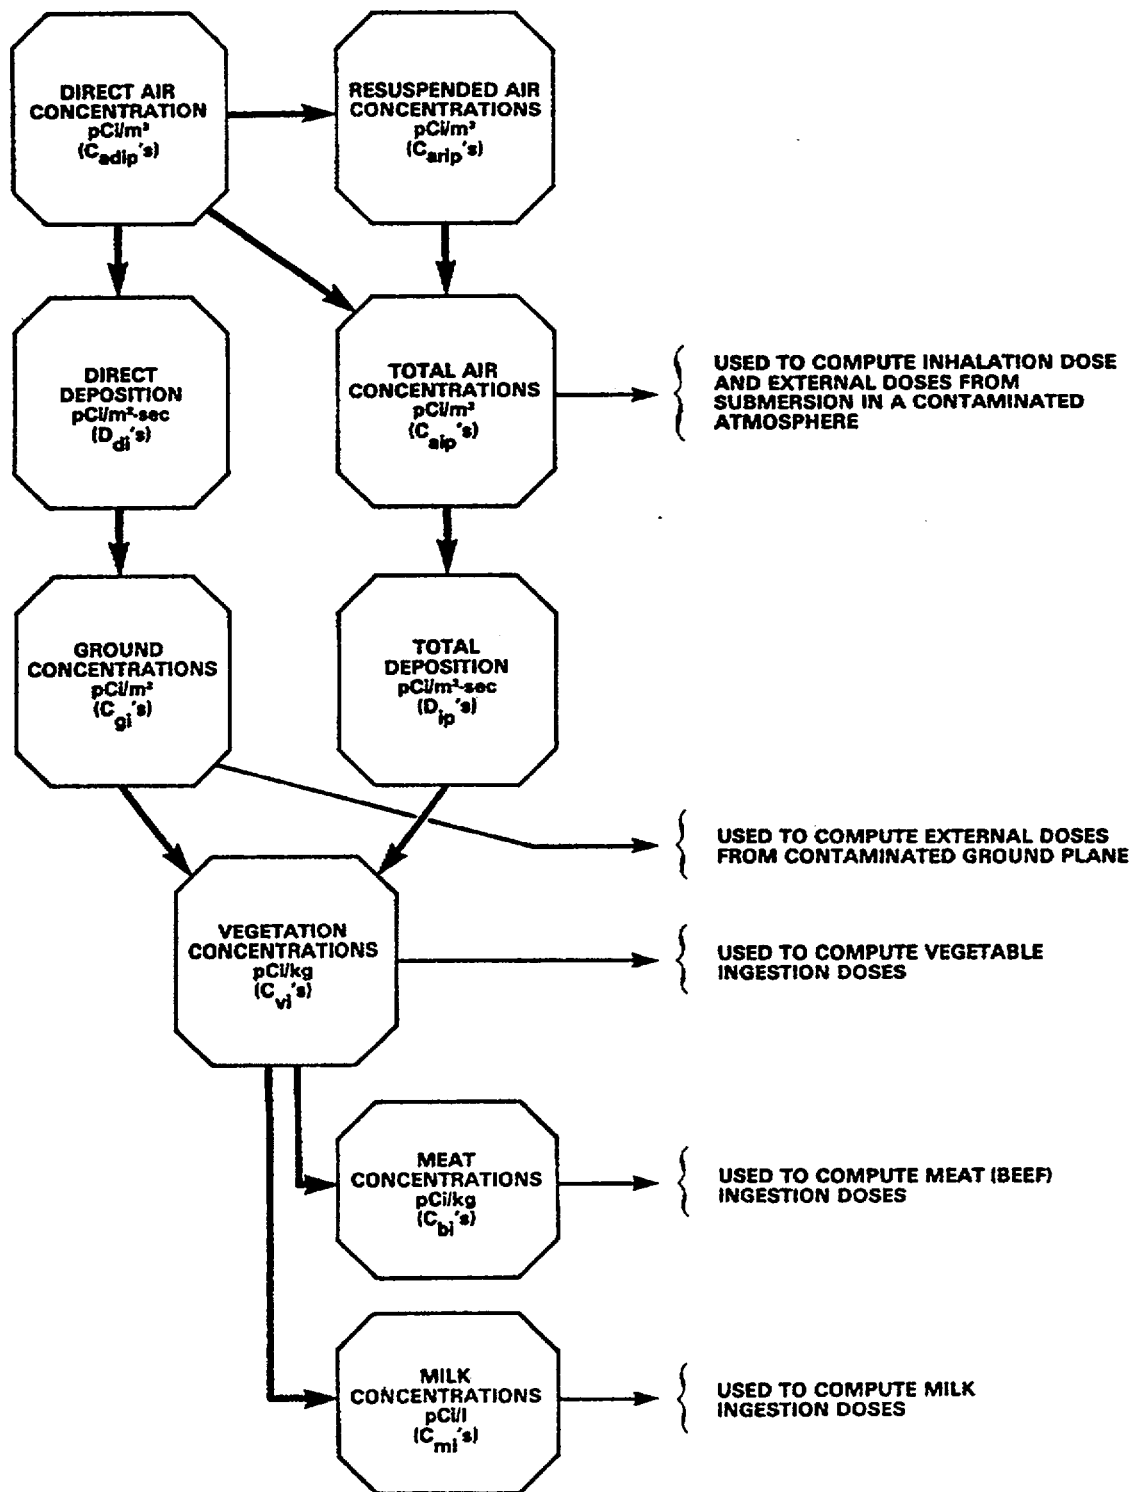 DIRECT AIR
CONCENTRATION
pCi/m³
(C_adip's)
RESUSPENDED AIR
CONCENTRATIONS
pCi/m³
(C_arip's)
DIRECT
DEPOSITION
pCi/m²-sec
(D_di's)
TOTAL AIR
CONCENTRATIONS
pCi/m³
(C_aip's)
USED TO COMPUTE INHALATION DOSE
AND EXTERNAL DOSES FROM
SUBMERSION IN A CONTAMINATED
ATMOSPHERE
GROUND
CONCENTRATIONS
pCi/m²
(C_gi's)
TOTAL
DEPOSITION
pCi/m²-sec
(D_ip's)
USED TO COMPUTE EXTERNAL DOSES
FROM CONTAMINATED GROUND PLANE
VEGETATION
CONCENTRATIONS
pCi/kg
(C_vi's)
USED TO COMPUTE VEGETABLE
INGESTION DOSES
MEAT
CONCENTRATIONS
pCi/kg
(C_bi's)
USED TO COMPUTE MEAT (BEEF)
INGESTION DOSES
MILK
CONCENTRATIONS
pCi/l
(C_mi's)
USED TO COMPUTE MILK
INGESTION DOSES